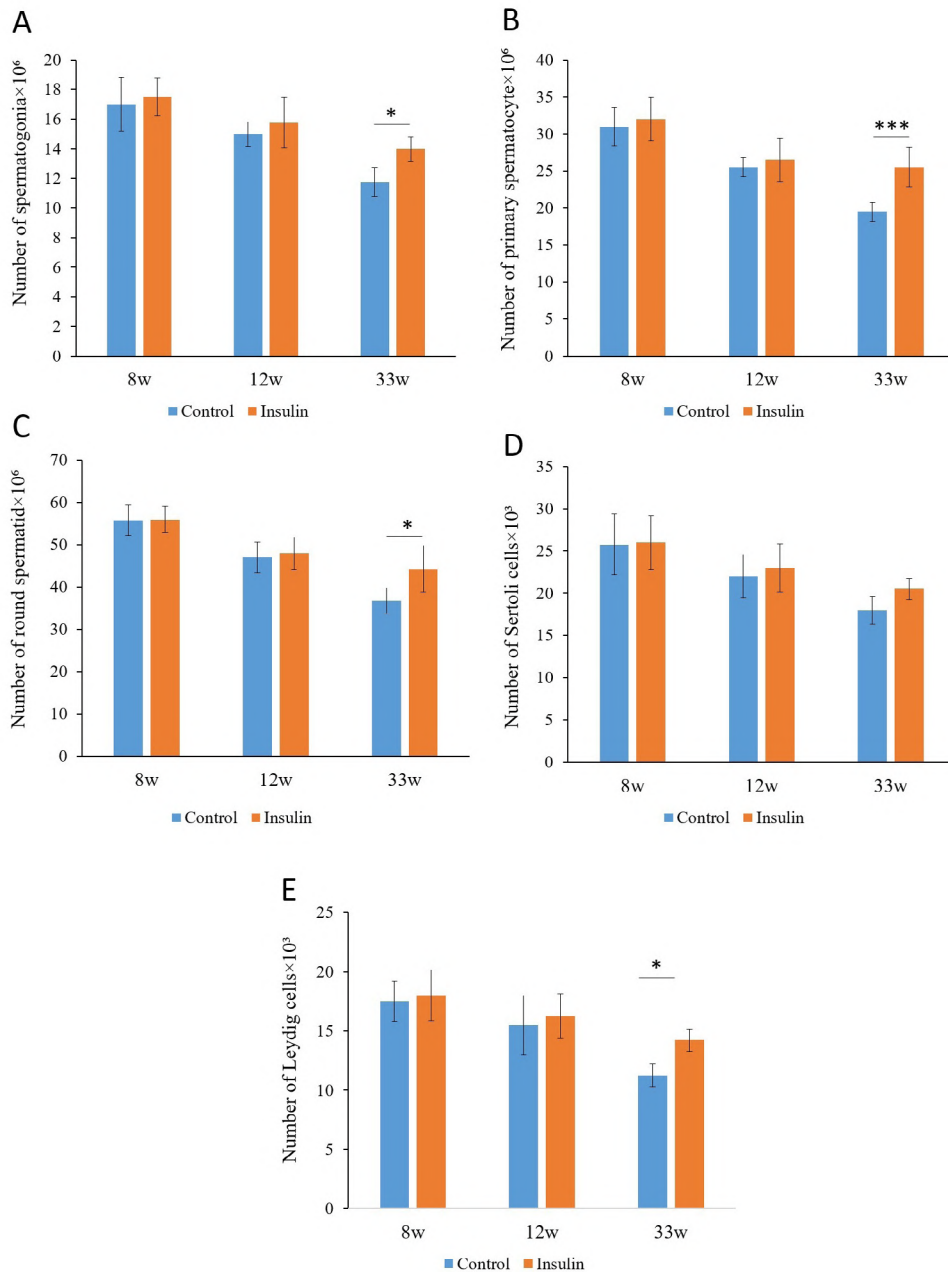 A
Number of spermatogonia×10⁶
20
18
16
14
12
10
8
6
4
2
0
*
8w 12w 33w
Control Insulin
B
Number of primary spermatocyte×10⁶
40
35
30
25
20
15
10
5
0
***
8w 12w 33w
Control Insulin
C
Number of round spermatid×10⁶
70
60
50
40
30
20
10
0
*
8w 12w 33w
Control Insulin
D
Number of Sertoli cells×10³
35
30
25
20
15
10
5
0
8w 12w 33w
Control Insulin
E
Number of Leydig cells×10³
25
20
15
10
5
0
*
8w 12w 33w
Control Insulin